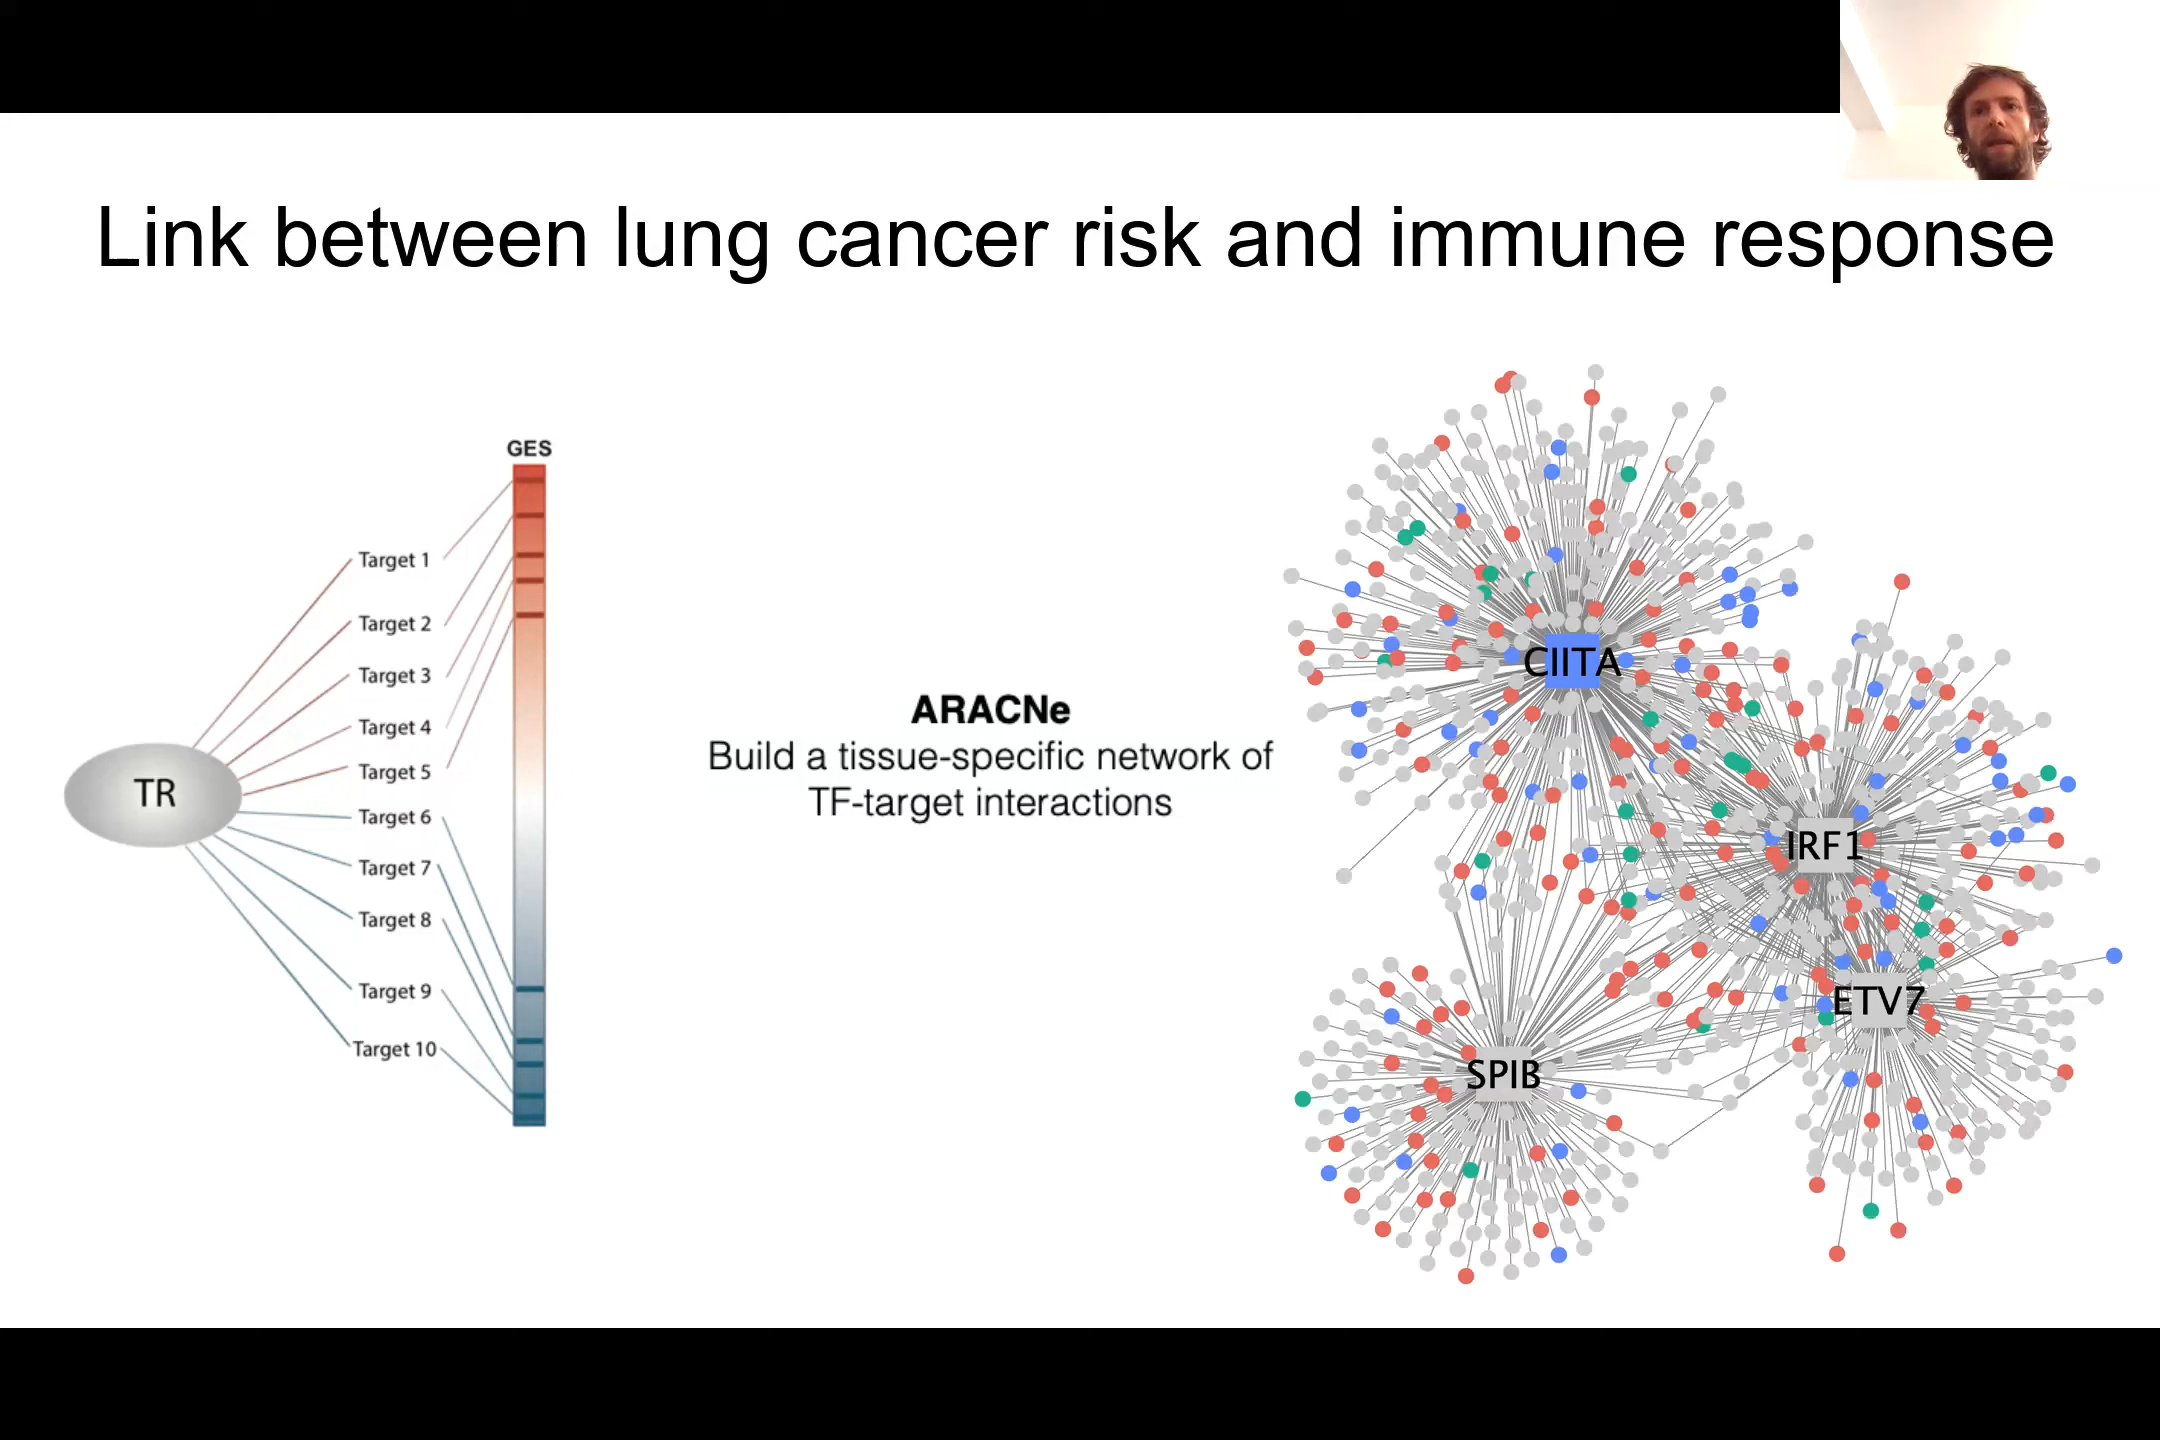 Link between lung cancer risk and immune response
GES
Target 1
Target 2
Target 3
Target 4
Target 5
TR
Target 6
Target 7
Target 8
Target 9
Target 10
ARACNe
Build a tissue-specific network of
TF-target interactions
CIITA
IRF1
ETV7
SPIB